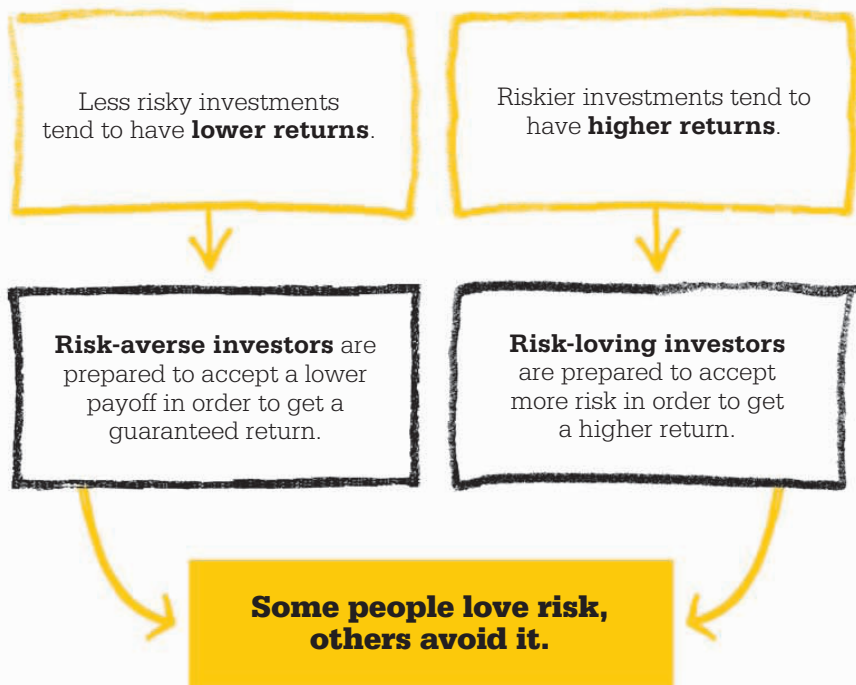 Less risky investments
tend to have lower returns.
Riskier investments tend to
have higher returns.
Risk-averse investors are
prepared to accept a lower
payoff in order to get a
guaranteed return.
Risk-loving investors
are prepared to accept
more risk in order to get
a higher return.
Some people love risk,
others avoid it.